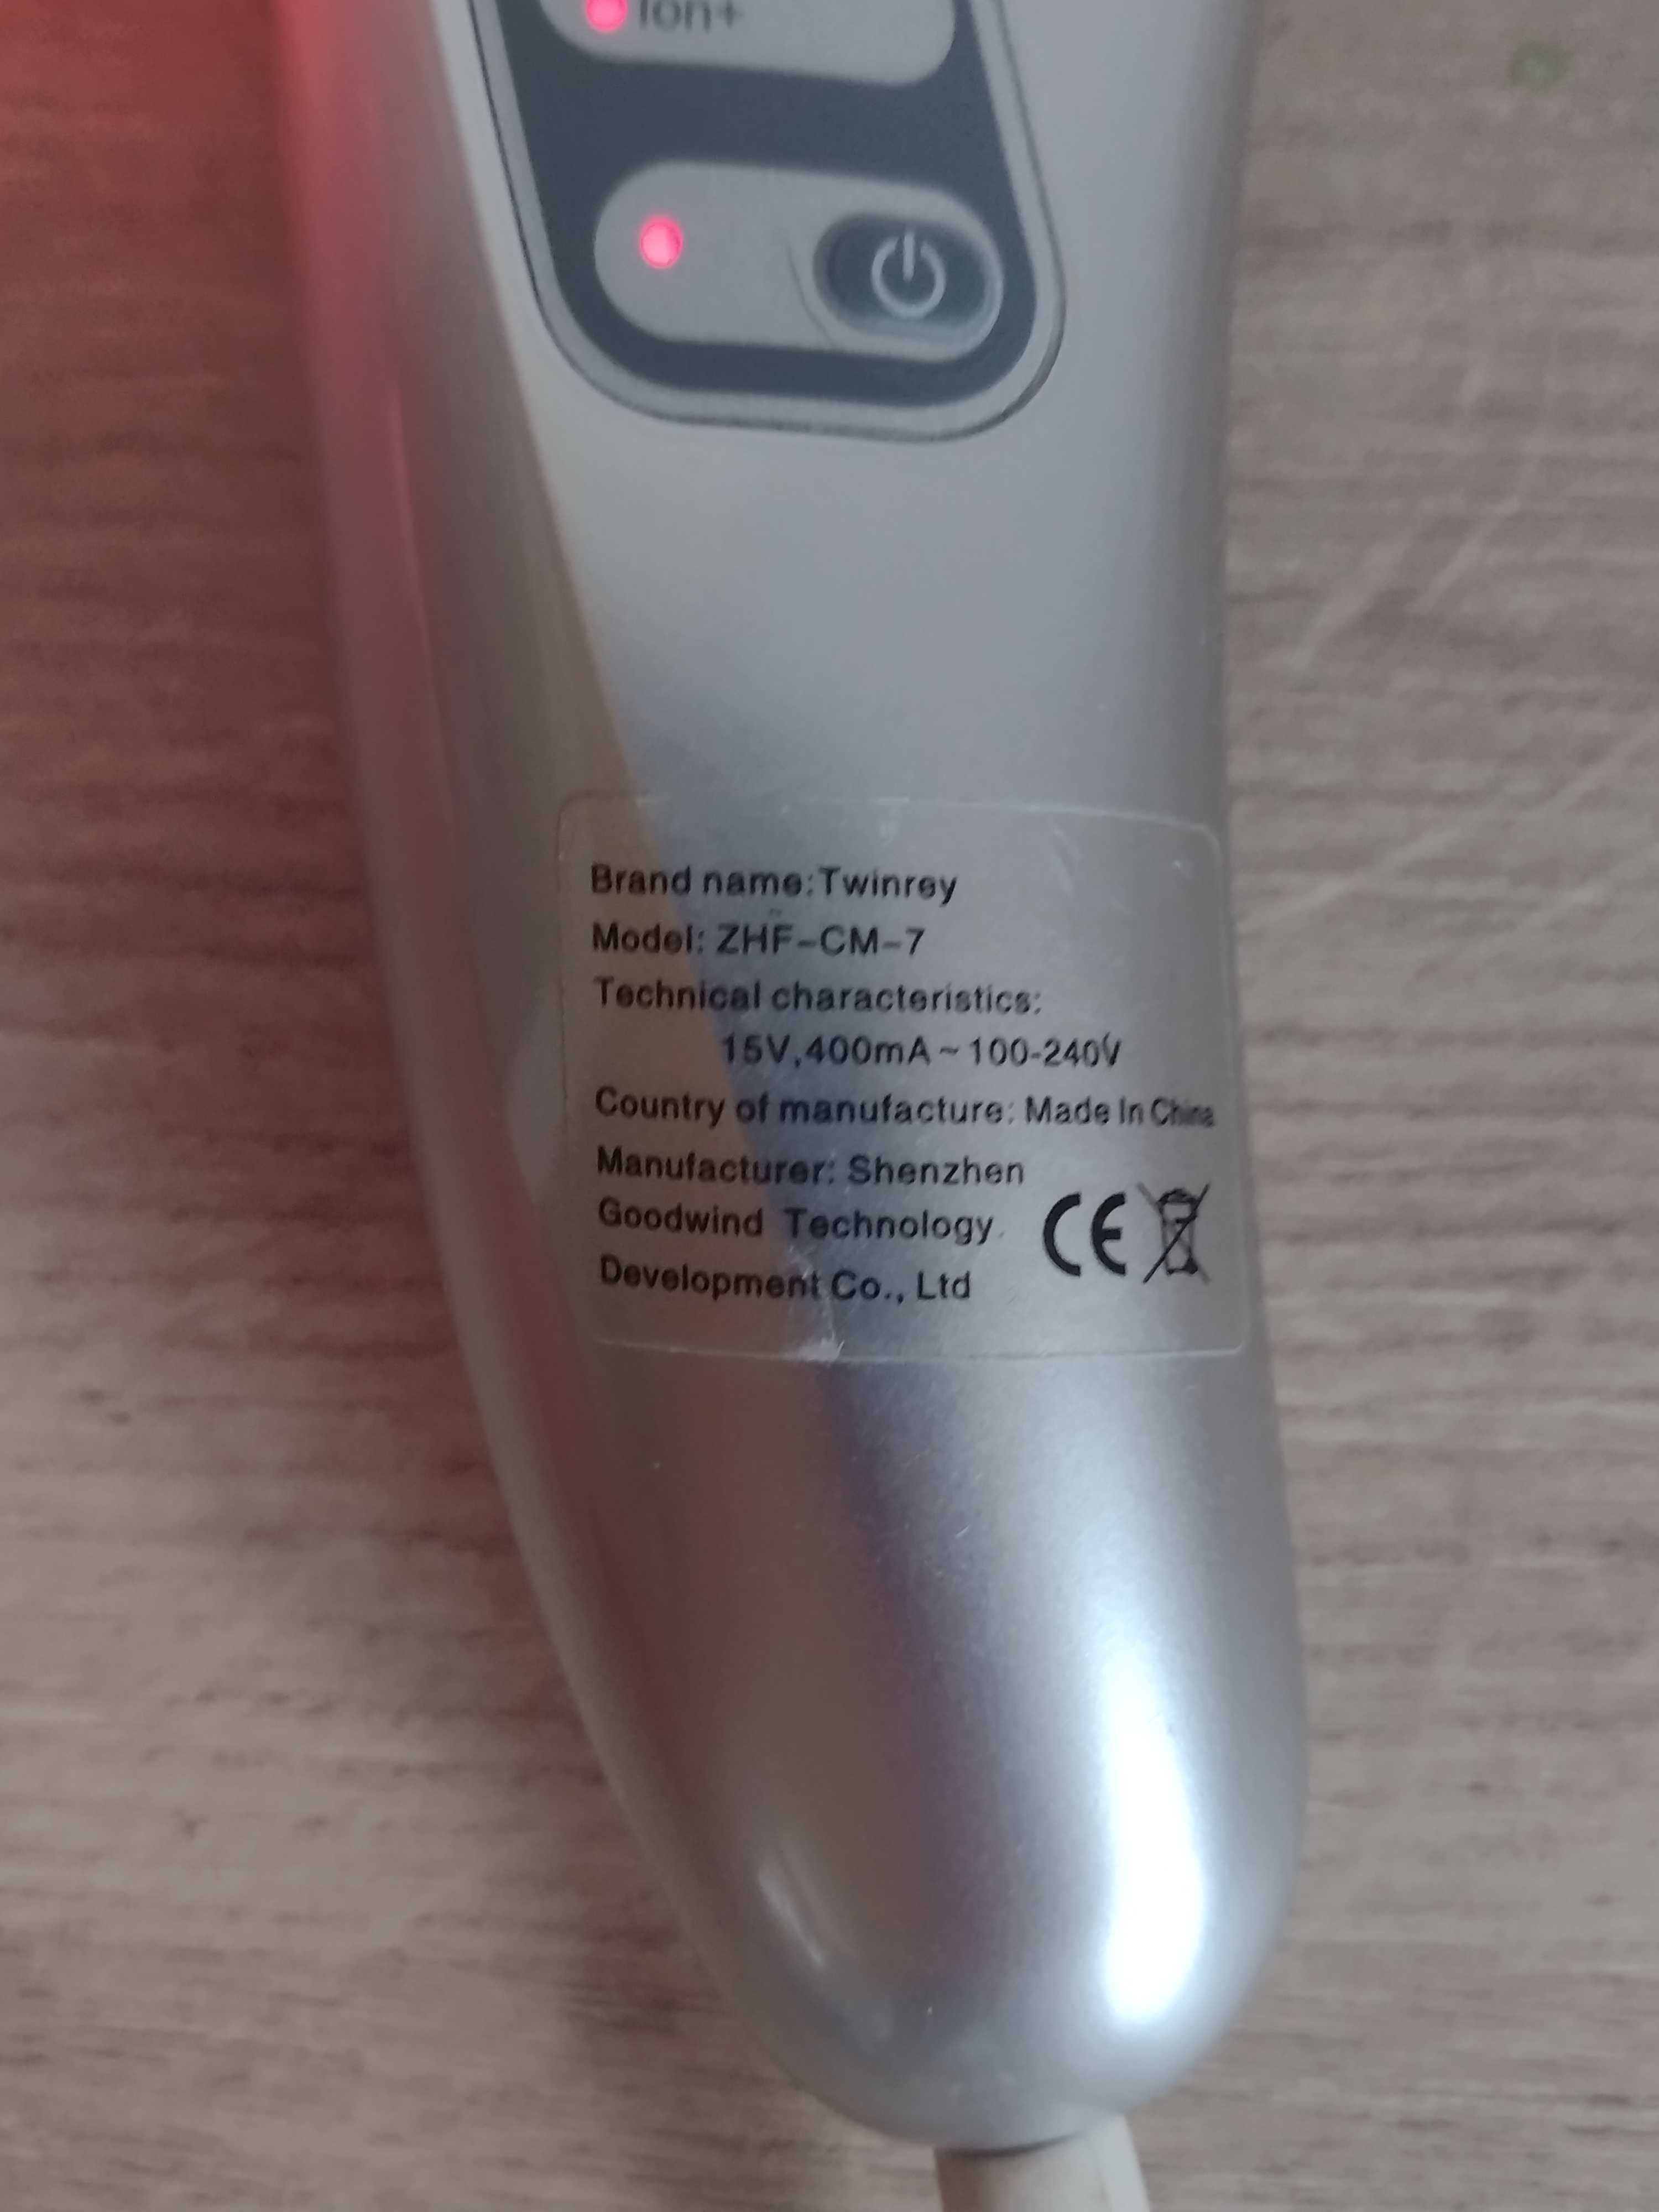 Ion+
Brand name:Twinrey
Model: ZHF-CM-7
Technical characteristics:
15V,400mA~100-240V
Country of manufacture: Made In China
Manufacturer: Shenzhen
Goodwind Technology
Development Co., Ltd
CE